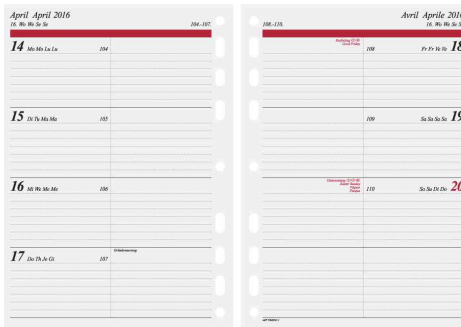 April April 2016
16. Wo We Se Se
104.-107.
14 Mo Mo Lu Lu
104
15 Di Tu Ma Ma
105
16 Mi We Me Me
106
17 Do Th Je Gi
107
Gründonnerstag
108.-110.
Avril Aprile 201
16. Wo We Se
Karfreitag CD
Good Friday
108
Fr Fr Ve Ve 18
109
Sa Sa Sa Sa 19
Ostersonntag
Easter Sunday
Pâques
Pasqua
110
So Su Di Do 20